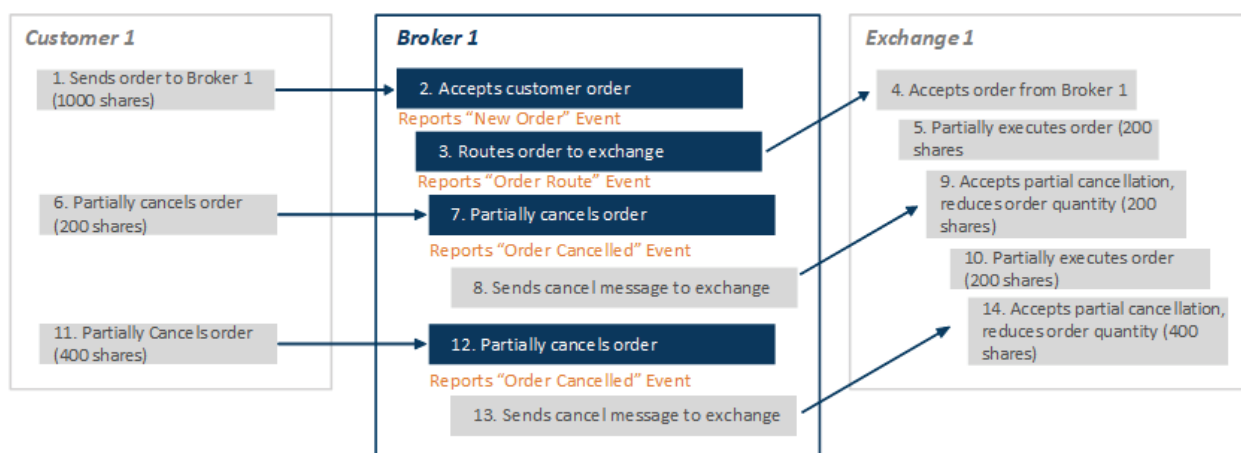 Customer 1
1. Sends order to Broker 1
(1000 shares)
6. Partially cancels order
(200 shares)
11. Partially Cancels order
(400 shares)
Broker 1
2. Accepts customer order
Reports “New Order” Event
3. Routes order to exchange
Reports “Order Route” Event
7. Partially cancels order
Reports “Order Cancelled” Event
8. Sends cancel message to exchange
12. Partially cancels order
Reports “Order Cancelled” Event
13. Sends cancel message to exchange
Exchange 1
4. Accepts order from Broker 1
5. Partially executes order (200
shares
9. Accepts partial cancellation,
reduces order quantity (200
shares)
10. Partially executes order
(200 shares)
14. Accepts partial cancellation,
reduces order quantity (400
shares)